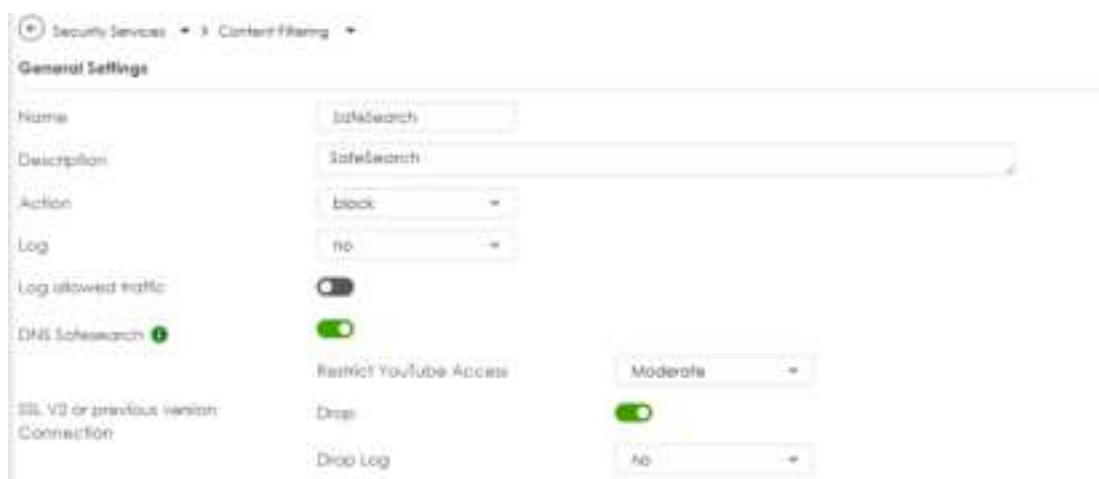 Security Services > Content Filtering
General Settings
Name SafeSearch
Description SafeSearch
Action block
Log no
Log allowed traffic
DNS Safesearch
Restrict YouTube Access Moderate
SSL V3 or previous version Drop
Connection
Drop Log No